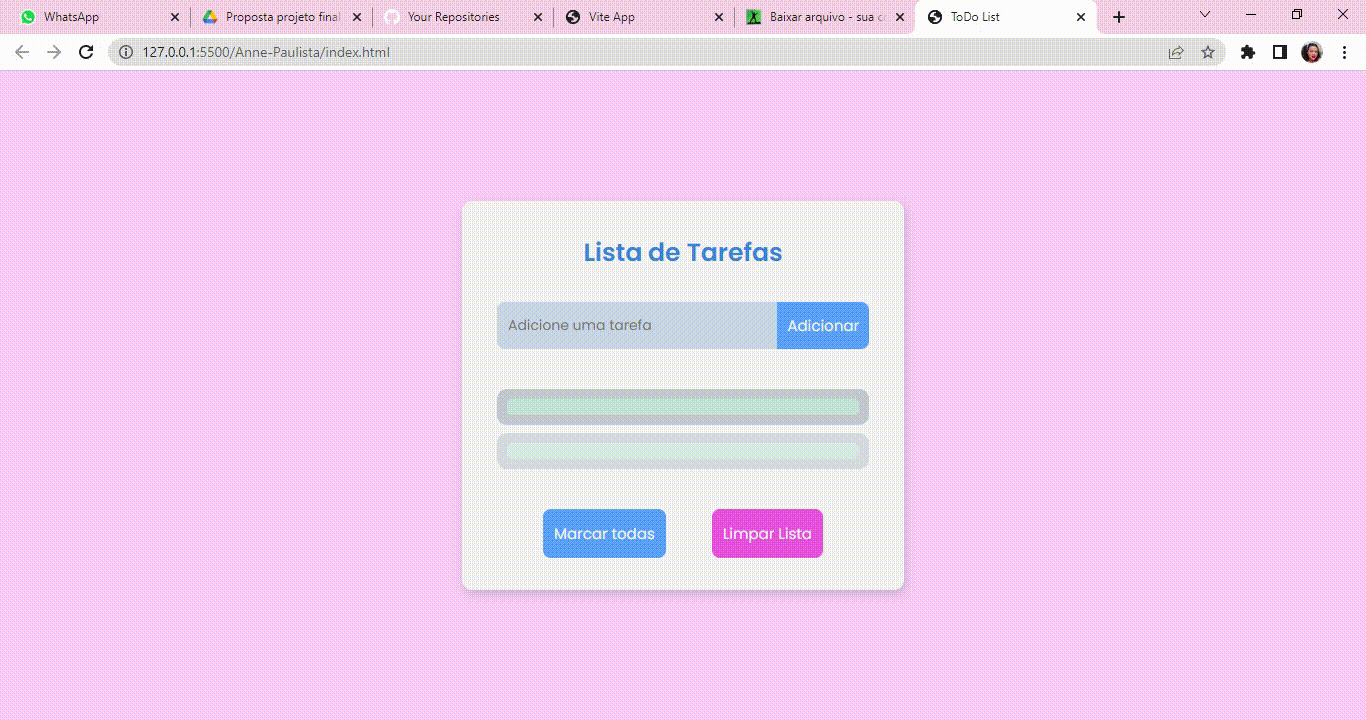 WhatsApp
Proposta projeto final
Your Repositories
Vite App
Baixar arquivo - sua c
ToDo List
127.0.0.1:5500/Anne-Paulista/index.html
Lista de Tarefas
Adicione uma tarefa
Adicionar
Marcar todas
Limpar Lista